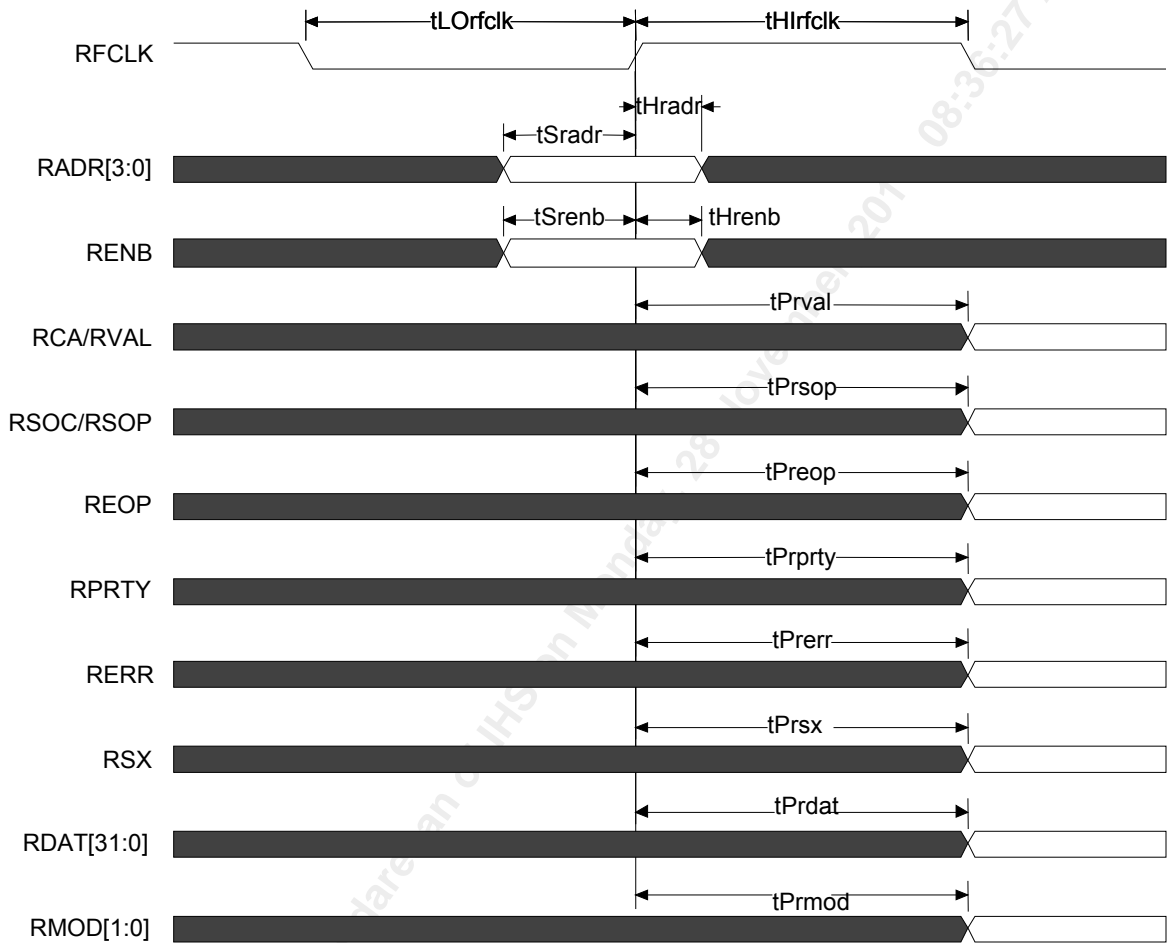 tLOrfclk tHIrfclk
RFCLK
tHradr
tSradr
RADR[3:0]
tSrenb tHrenb
RENB
tPrval
RCA/RVAL
tPrsop
RSOC/RSOP
tPreop
REOP
tPrprty
RPRTY
tPrerr
RERR
tPrsx
RSX
tPrdat
RDAT[31:0]
tPrmod
RMOD[1:0]